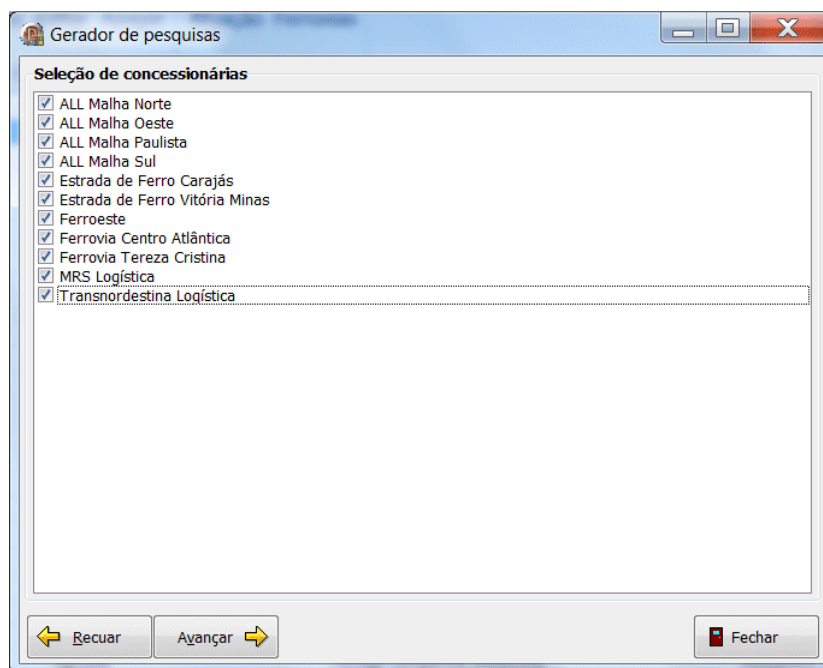 Gerador de pesquisas
Seleção de concessionárias
ALL Malha Norte
ALL Malha Oeste
ALL Malha Paulista
ALL Malha Sul
Estrada de Ferro Carajás
Estrada de Ferro Vitória Minas
Ferroeste
Ferrovia Centro Atlântica
Ferrovia Tereza Cristina
MRS Logística
Transnordestina Logística
Recuar
Avançar
Fechar